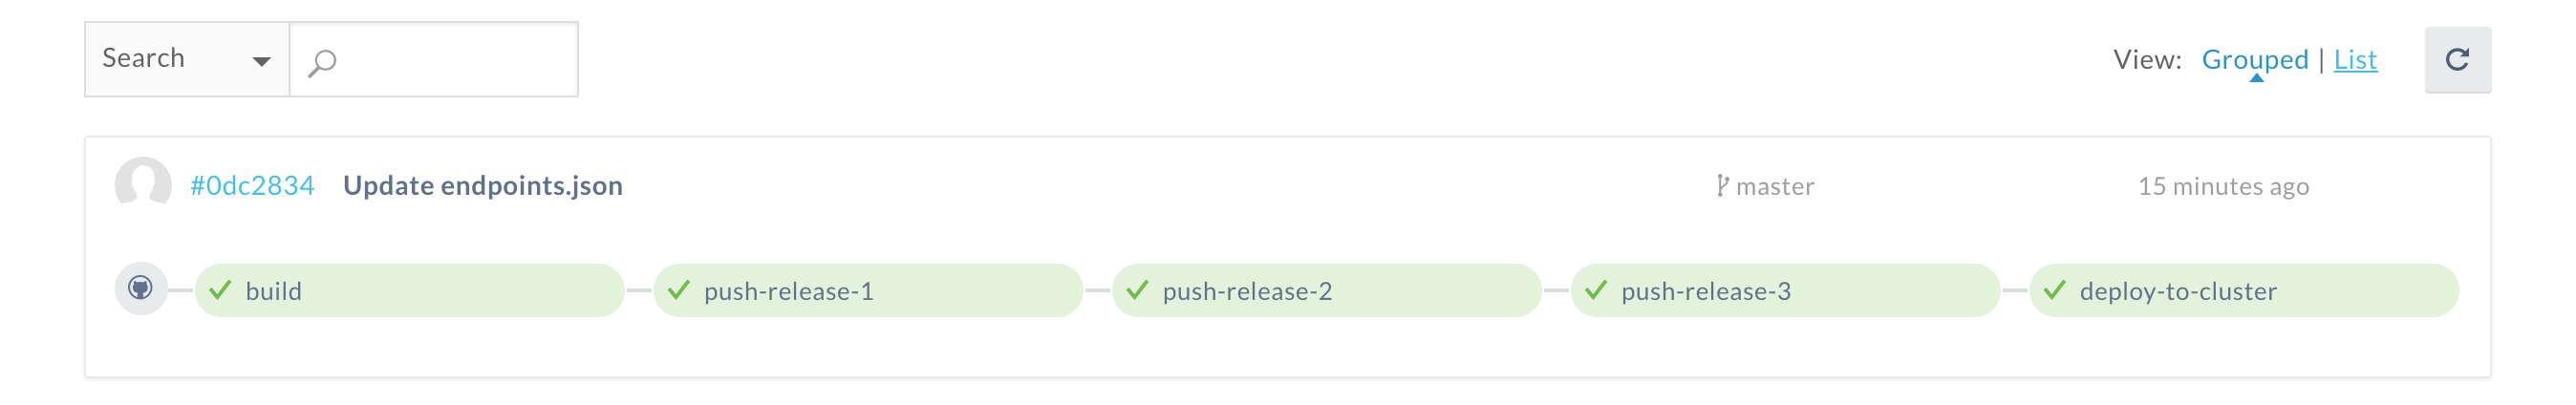 Search View: Grouped | List
#0dc2834 Update endpoints.json master 15 minutes ago
build push-release-1 push-release-2 push-release-3 deploy-to-cluster